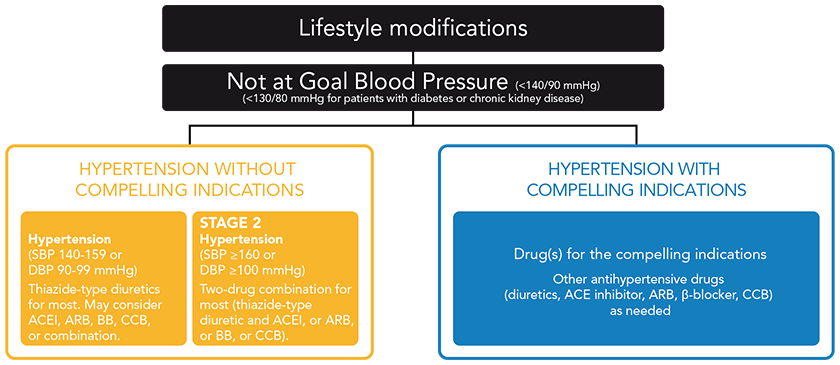 Lifestyle modifications
Not at Goal Blood Pressure (<140/90 mmHg)
(<130/80 mmHg for patients with diabetes or chronic kidney disease)
HYPERTENSION WITHOUT
COMPELLING INDICATIONS
Hypertension
(SBP 140-159 or
DBP 90-99 mmHg)
Thiazide-type diuretics
for most. May consider
ACEI, ARB, BB, CCB,
or combination.
STAGE 2
Hypertension
(SBP ≥160 or
DBP ≥100 mmHg)
Two-drug combination for
most (thiazide-type
diuretic and ACEI, or ARB,
or BB, or CCB).
HYPERTENSION WITH
COMPELLING INDICATIONS
Drug(s) for the compelling indications
Other antihypertensive drugs
(diuretics, ACE inhibitor, ARB, β-blocker, CCB)
as needed